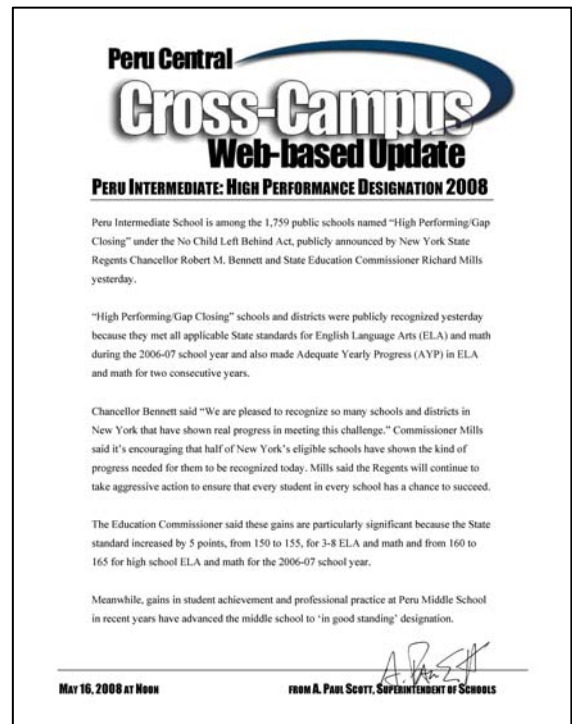 Peru Central
Cross-Campus
Web-based Update
Peru Intermediate: High Performance Designation 2008
Peru Intermediate School is among the 1,759 public schools named “High Performing/Gap
Closing” under the No Child Left Behind Act, publicly announced by New York State
Regents Chancellor Robert M. Bennett and State Education Commissioner Richard Mills
yesterday.
“High Performing/Gap Closing” schools and districts were publicly recognized yesterday
because they met all applicable State standards for English Language Arts (ELA) and math
during the 2006-07 school year and also made Adequate Yearly Progress (AYP) in ELA
and math for two consecutive years.
Chancellor Bennett said “We are pleased to recognize so many schools and districts in
New York that have shown real progress in meeting this challenge.” Commissioner Mills
said it’s encouraging that half of New York’s eligible schools have shown the kind of
progress needed for them to be recognized today. Mills said the Regents will continue to
take aggressive action to ensure that every student in every school has a chance to succeed.
The Education Commissioner said these gains are particularly significant because the State
standard increased by 5 points, from 150 to 155, for 3-8 ELA and math and from 160 to
165 for high school ELA and math for the 2006-07 school year.
Meanwhile, gains in student achievement and professional practice at Peru Middle School
in recent years have advanced the middle school to ‘in good standing’ designation.
A. Paul Scott
May 16, 2008 at Noon from A. Paul Scott, Superintendent of Schools